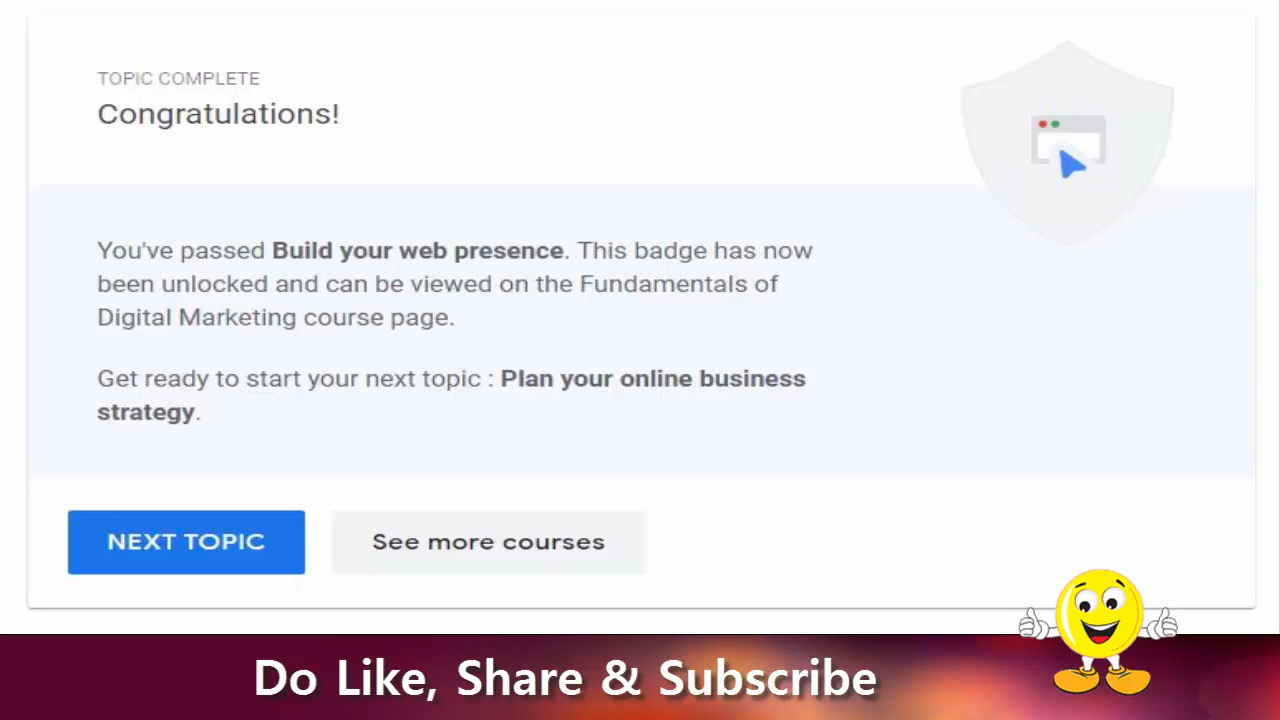 TOPIC COMPLETE
Congratulations!
You've passed Build your web presence. This badge has now
been unlocked and can be viewed on the Fundamentals of
Digital Marketing course page.
Get ready to start your next topic : Plan your online business
strategy.
NEXT TOPIC
See more courses
Do Like, Share & Subscribe